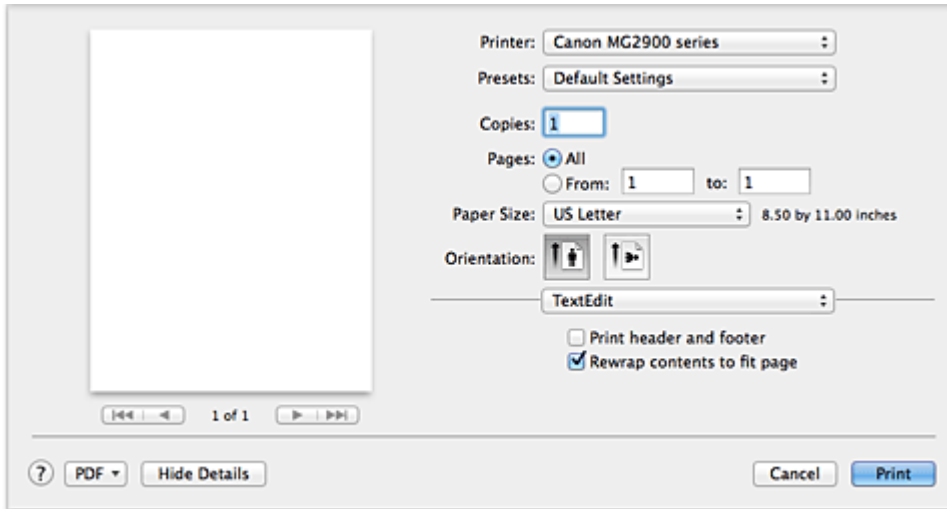 Printer: Canon MG2900 series
Presets: Default Settings
Copies: 1
Pages: All
From: 1 to: 1
Paper Size: US Letter 8.50 by 11.00 inches
Orientation:
TextEdit
Print header and footer
Rewrap contents to fit page
1 of 1
? PDF Hide Details Cancel Print